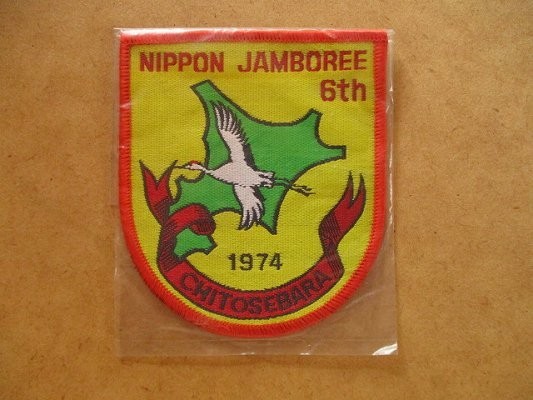 NIPPON JAMBOREE
6th
1974
CHITOSEBARA